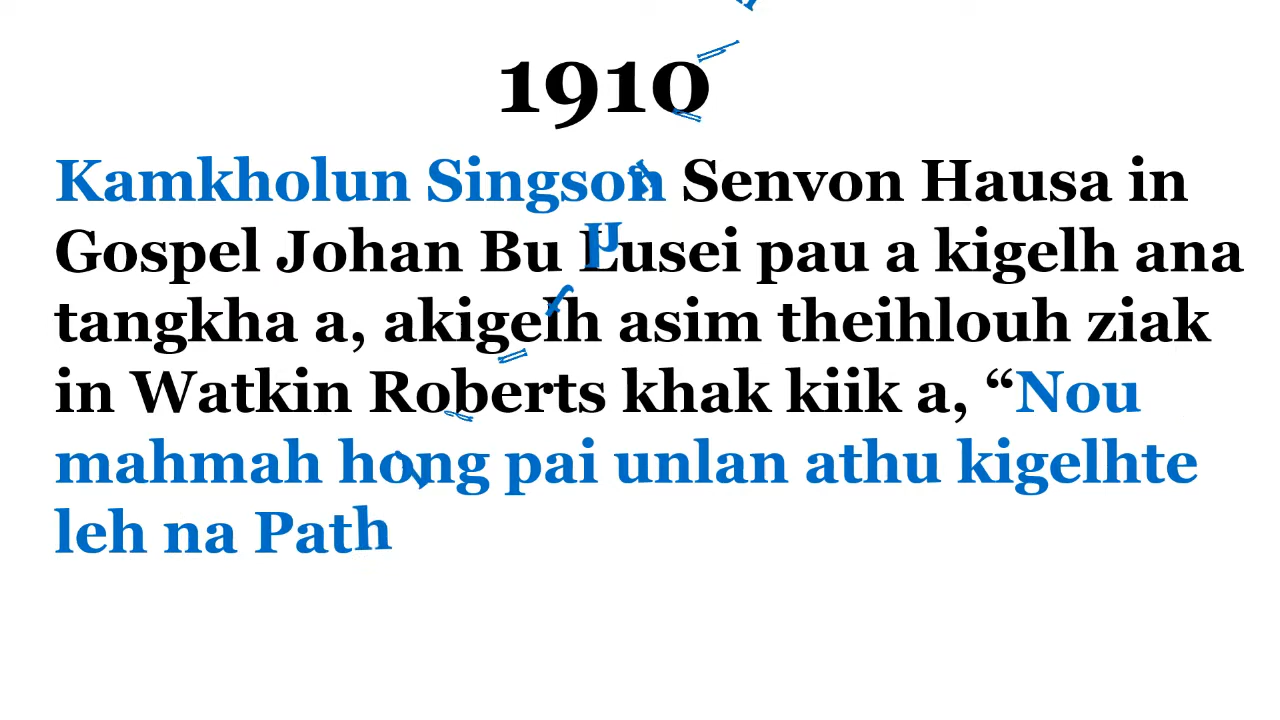 1910
Kamkholun Singson Senvon Hausa in
Gospel Johan Bu Lusei pau a kigelh ana
tangkha a, akigelh asim theihlouh ziak
in Watkin Roberts khak kiik a, “Nou
mahmah hong pai unlan athu kigelhte
leh na Path